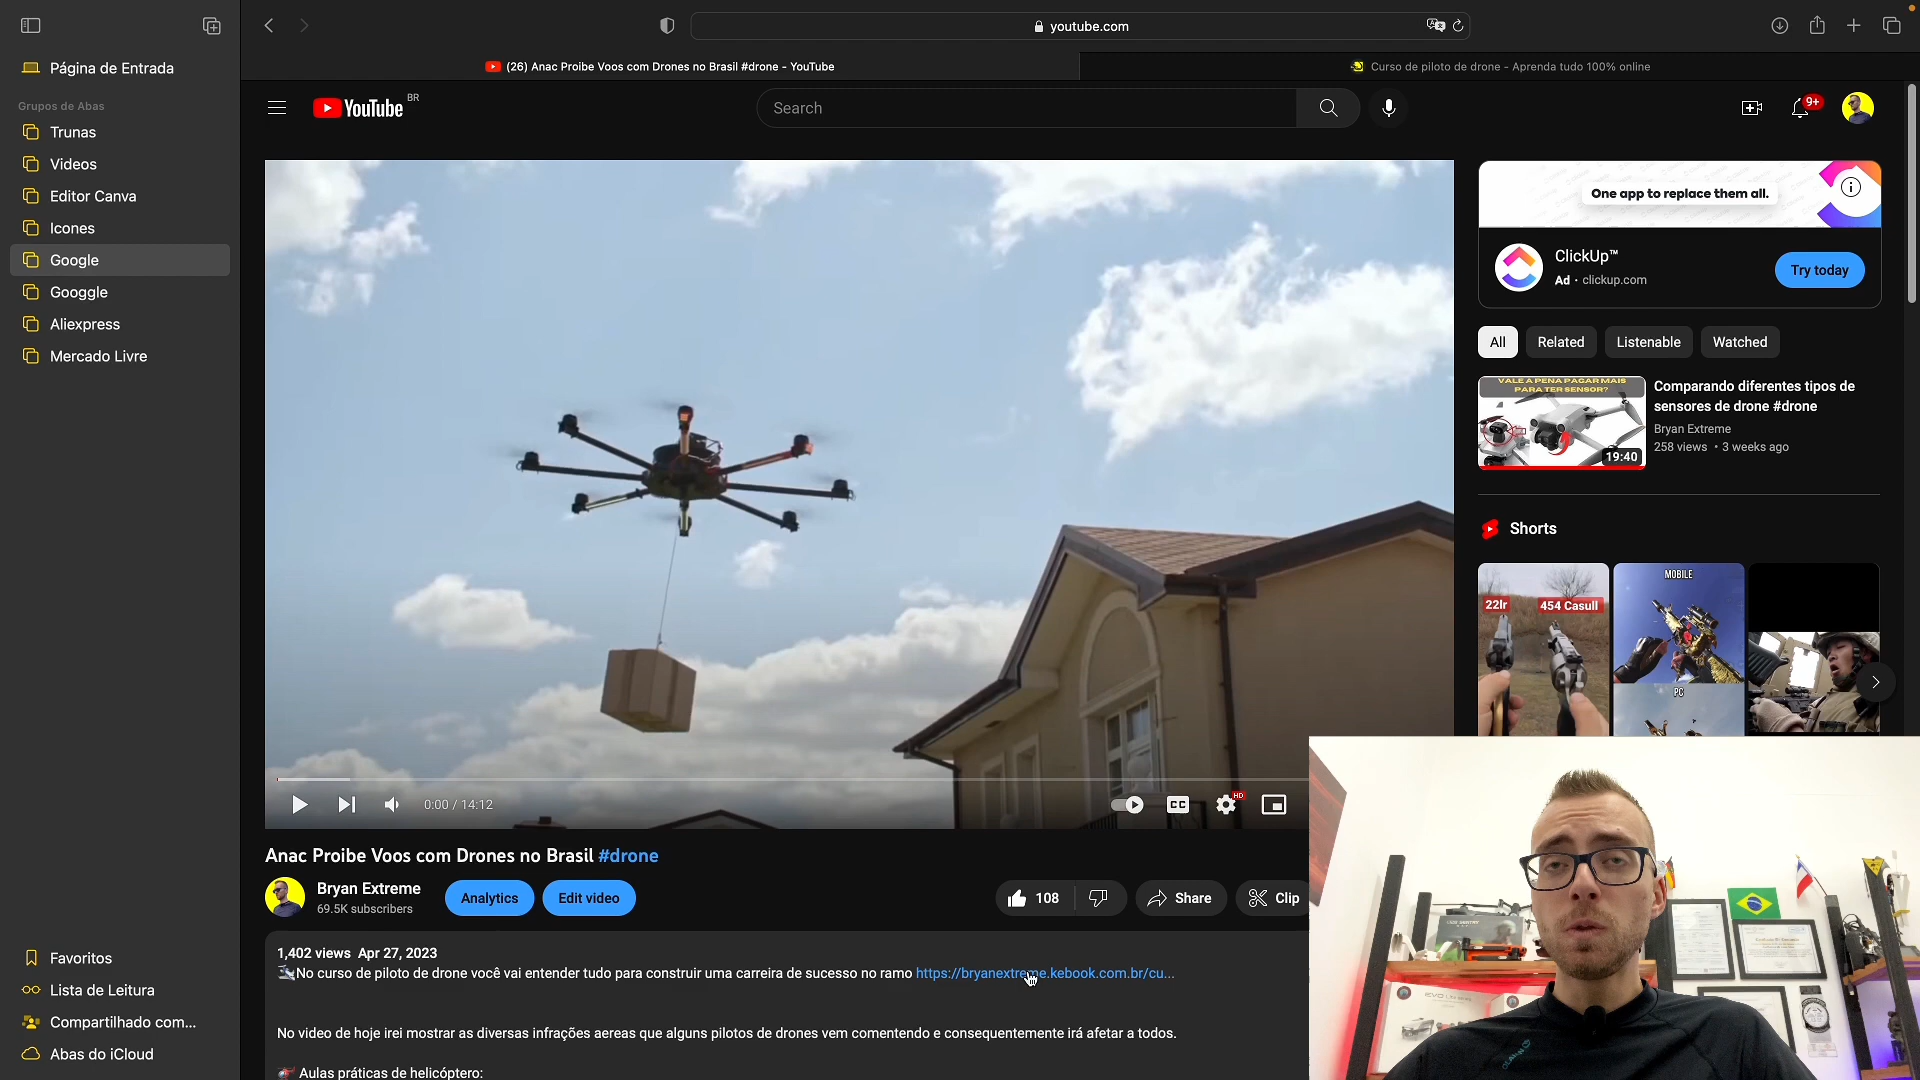 youtube.com
(26) Anac Proibe Voos com Drones no Brasil #drone - YouTube
Curso de piloto de drone - Aprenda tudo 100% online
Página de Entrada
Grupos de Abas
Trunas
Videos
Editor Canva
Icones
Google
Googgle
Aliexpress
Mercado Livre
Favoritos
Lista de Leitura
Compartilhado com...
Abas do iCloud
YouTube BR
Search
9+
One app to replace them all.
ClickUp™
Ad · clickup.com
Try today
All
Related
Listenable
Watched
VALE A PENA PAGAR MAIS
PARA TER SENSOR?
19:40
Comparando diferentes tipos de
sensores de drone #drone
Bryan Extreme
258 views • 3 weeks ago
Shorts
22lr
454 Casull
MOBILE
PC
0:00 / 14:12
CC
HD
Anac Proibe Voos com Drones no Brasil #drone
Bryan Extreme
69.5K subscribers
Analytics
Edit video
108
Share
Clip
1,402 views Apr 27, 2023
No curso de piloto de drone você vai entender tudo para construir uma carreira de sucesso no ramo https://bryanextreme.kebook.com.br/cu...
No video de hoje irei mostrar as diversas infrações aereas que alguns pilotos de drones vem comentendo e consequentemente irá afetar a todos.
Aulas práticas de helicóptero: